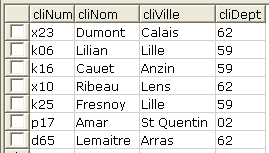 cliNum cliNom cliVille cliDept
x23 Dumont Calais 62
k06 Lilian Lille 59
k16 Cauet Anzin 59
x10 Ribeau Lens 62
k25 Fresnoy Lille 59
p17 Amar St Quentin 02
d65 Lemaitre Arras 62